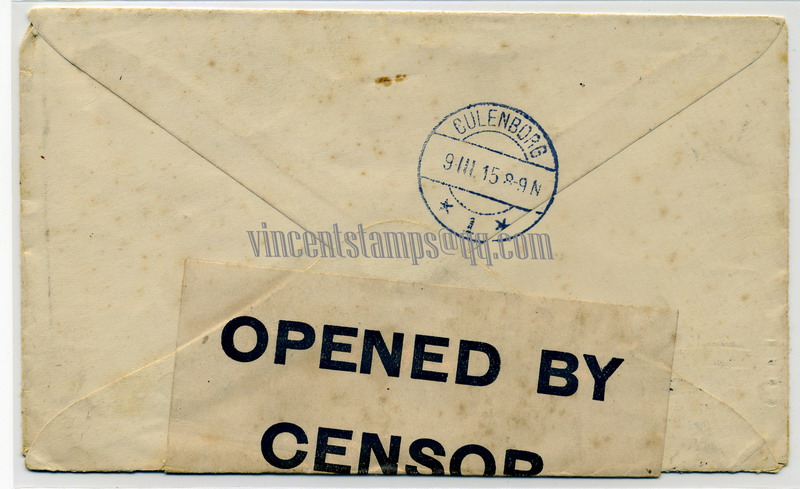 CULENBORG
9 III. 15 8-9 N
1
vincentstamps@qq.com
OPENED BY
CENSOR